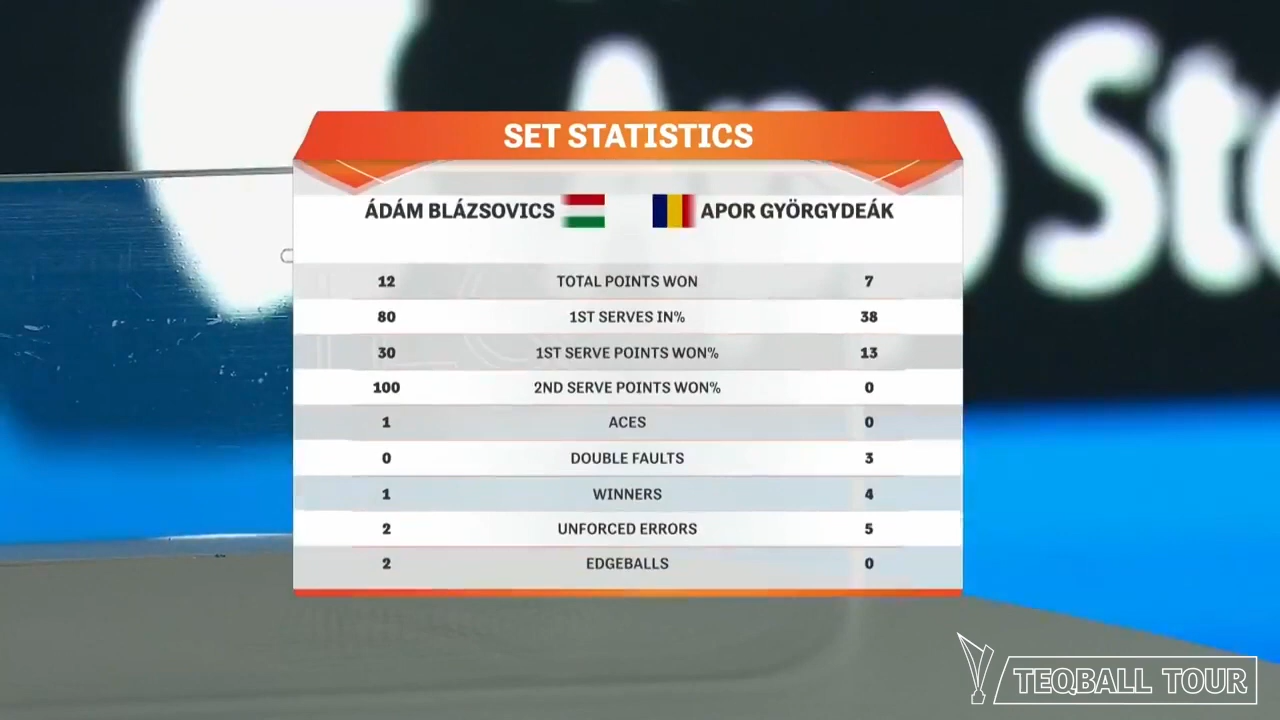 App Sto
SET STATISTICS
ÁDÁM BLÁZSOVICS APOR GYÖRGYDEÁK
12 TOTAL POINTS WON 7
80 1ST SERVES IN% 38
30 1ST SERVE POINTS WON% 13
100 2ND SERVE POINTS WON% 0
1 ACES 0
0 DOUBLE FAULTS 3
1 WINNERS 4
2 UNFORCED ERRORS 5
2 EDGEBALLS 0
TEQBALL TOUR